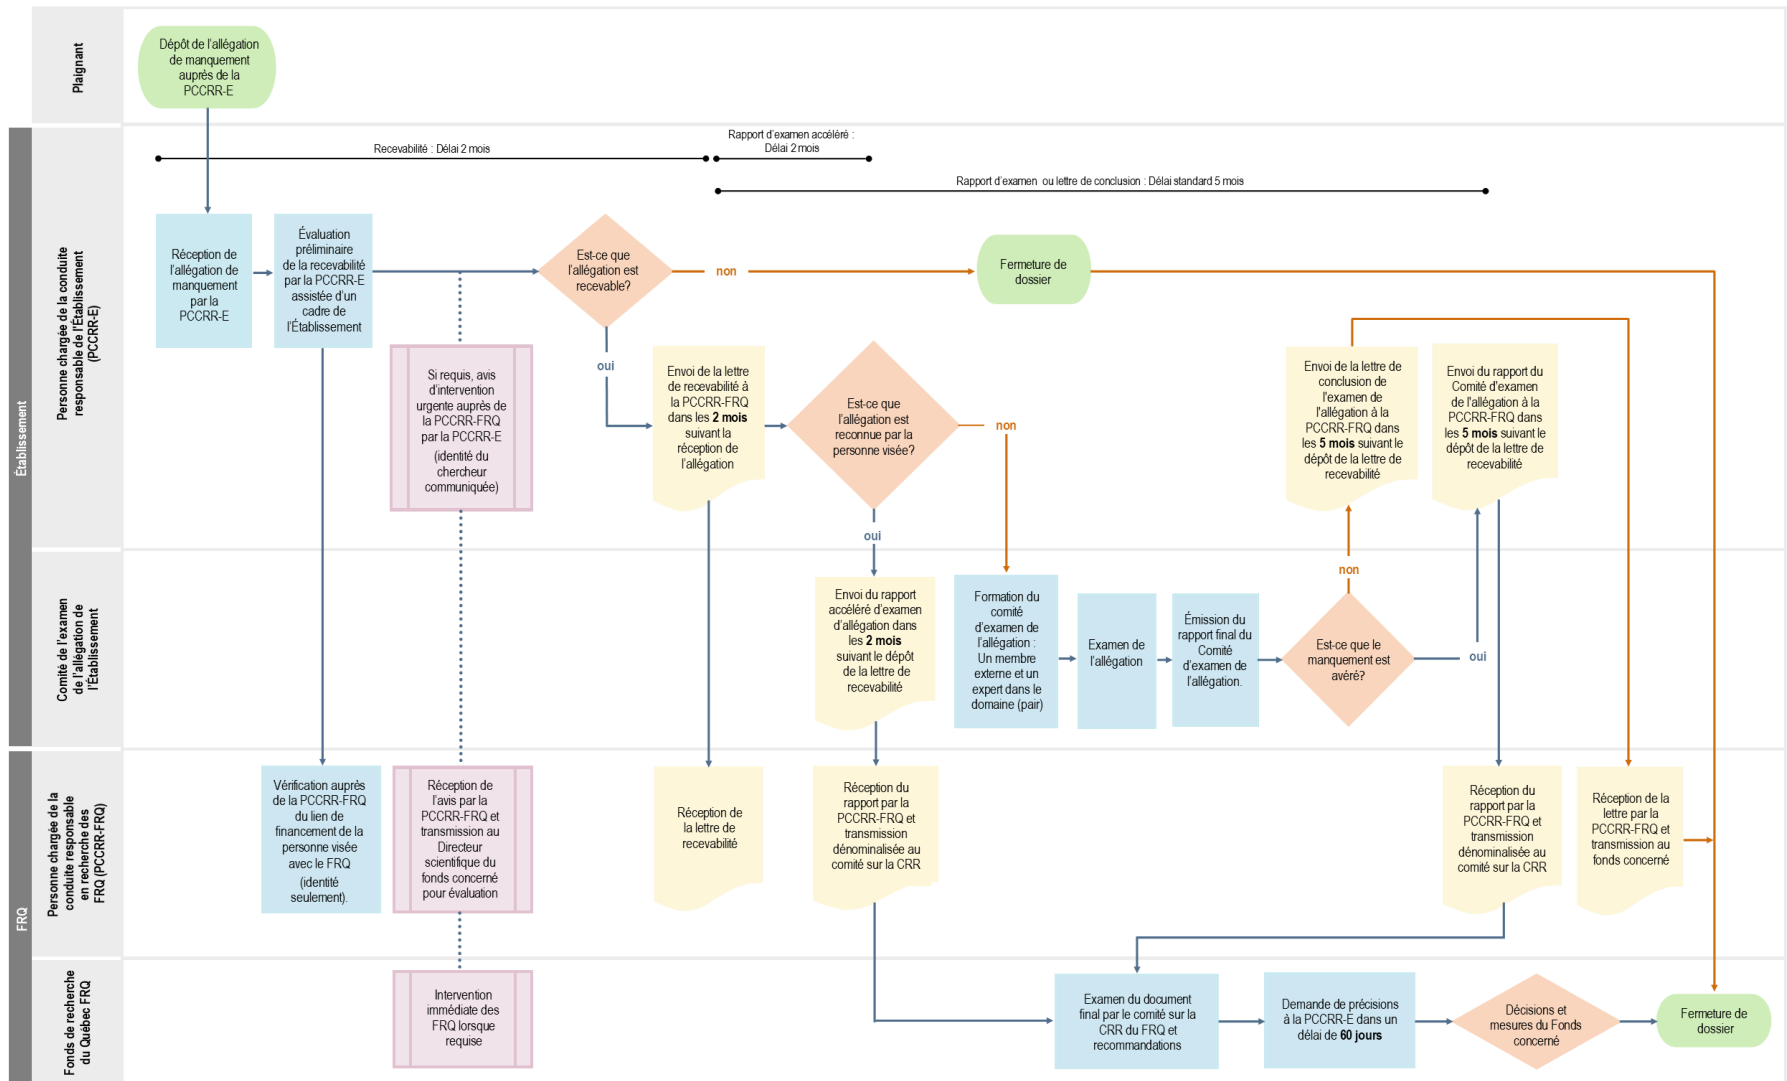 Plaignant
Dépôt de l'allégation
de manquement
auprès de la
PCCRR-E
Établissement
Personne chargée de la conduite
responsable de l'Établissement
(PCCRR-E)
Recevabilité : Délai 2 mois
Rapport d'examen accéléré :
Délai 2 mois
Rapport d'examen ou lettre de conclusion : Délai standard 5 mois
Réception de
l'allégation de
manquement
par la
PCCRR-E
Évaluation
préliminaire
de la recevabilité
par la PCCRR-E
assistée d'un
cadre de
l'Établissement
Est-ce que
l'allégation est
recevable?
non
Fermeture de
dossier
oui
Si requis, avis
d'intervention
urgente auprès de
la PCCRR-FRQ
par la PCCRR-E
(identité du
chercheur
communiquée)
Envoi de la lettre
de recevabilité à
la PCCRR-FRQ
dans les 2 mois
suivant la
réception de
l'allégation
Est-ce que
l'allégation est
reconnue par la
personne visée?
non
oui
Envoi de la lettre de
conclusion de
l'examen de
l'allégation à la
PCCRR-FRQ dans
les 5 mois suivant le
dépôt de la lettre de
recevabilité
Envoi du rapport du
Comité d'examen
de l'allégation à la
PCCRR-FRQ dans
les 5 mois suivant le
dépôt de la lettre de
recevabilité
Comité de l'examen
de l'allégation de
l'Établissement
Envoi du rapport
accéléré d'examen
d'allégation dans
les 2 mois
suivant le dépôt
de la lettre de
recevabilité
Formation du
comité
d'examen de
l'allégation :
Un membre
externe et un
expert dans le
domaine (pair)
Examen de
l'allégation
Émission du
rapport final du
Comité
d'examen de
l'allégation.
Est-ce que le
manquement est
avéré?
non
oui
FRQ
Personne chargée de la
conduite responsable
en recherche des
FRQ (PCCRR-FRQ)
Vérification auprès
de la PCCRR-FRQ
du lien de
financement de la
personne visée
avec le FRQ
(identité
seulement).
Réception de
l'avis par la
PCCRR-FRQ et
transmission au
Directeur
scientifique du
fonds concerné
pour évaluation
Réception de
la lettre de
recevabilité
Réception du
rapport par la
PCCRR-FRQ et
transmission
dénominalisée au
comité sur la CRR
Réception du
rapport par la
PCCRR-FRQ et
transmission
dénominalisée au
comité sur la CRR
Réception de la
lettre par la
PCCRR-FRQ et
transmission au
fonds concerné
Fonds de recherche
du Québec FRQ
Intervention
immédiate des
FRQ lorsque
requise
Examen du document
final par le comité sur la
CRR du FRQ et
recommandations
Demande de précisions
à la PCCRR-E dans un
délai de 60 jours
Décisions et
mesures du Fonds
concerné
Fermeture de
dossier